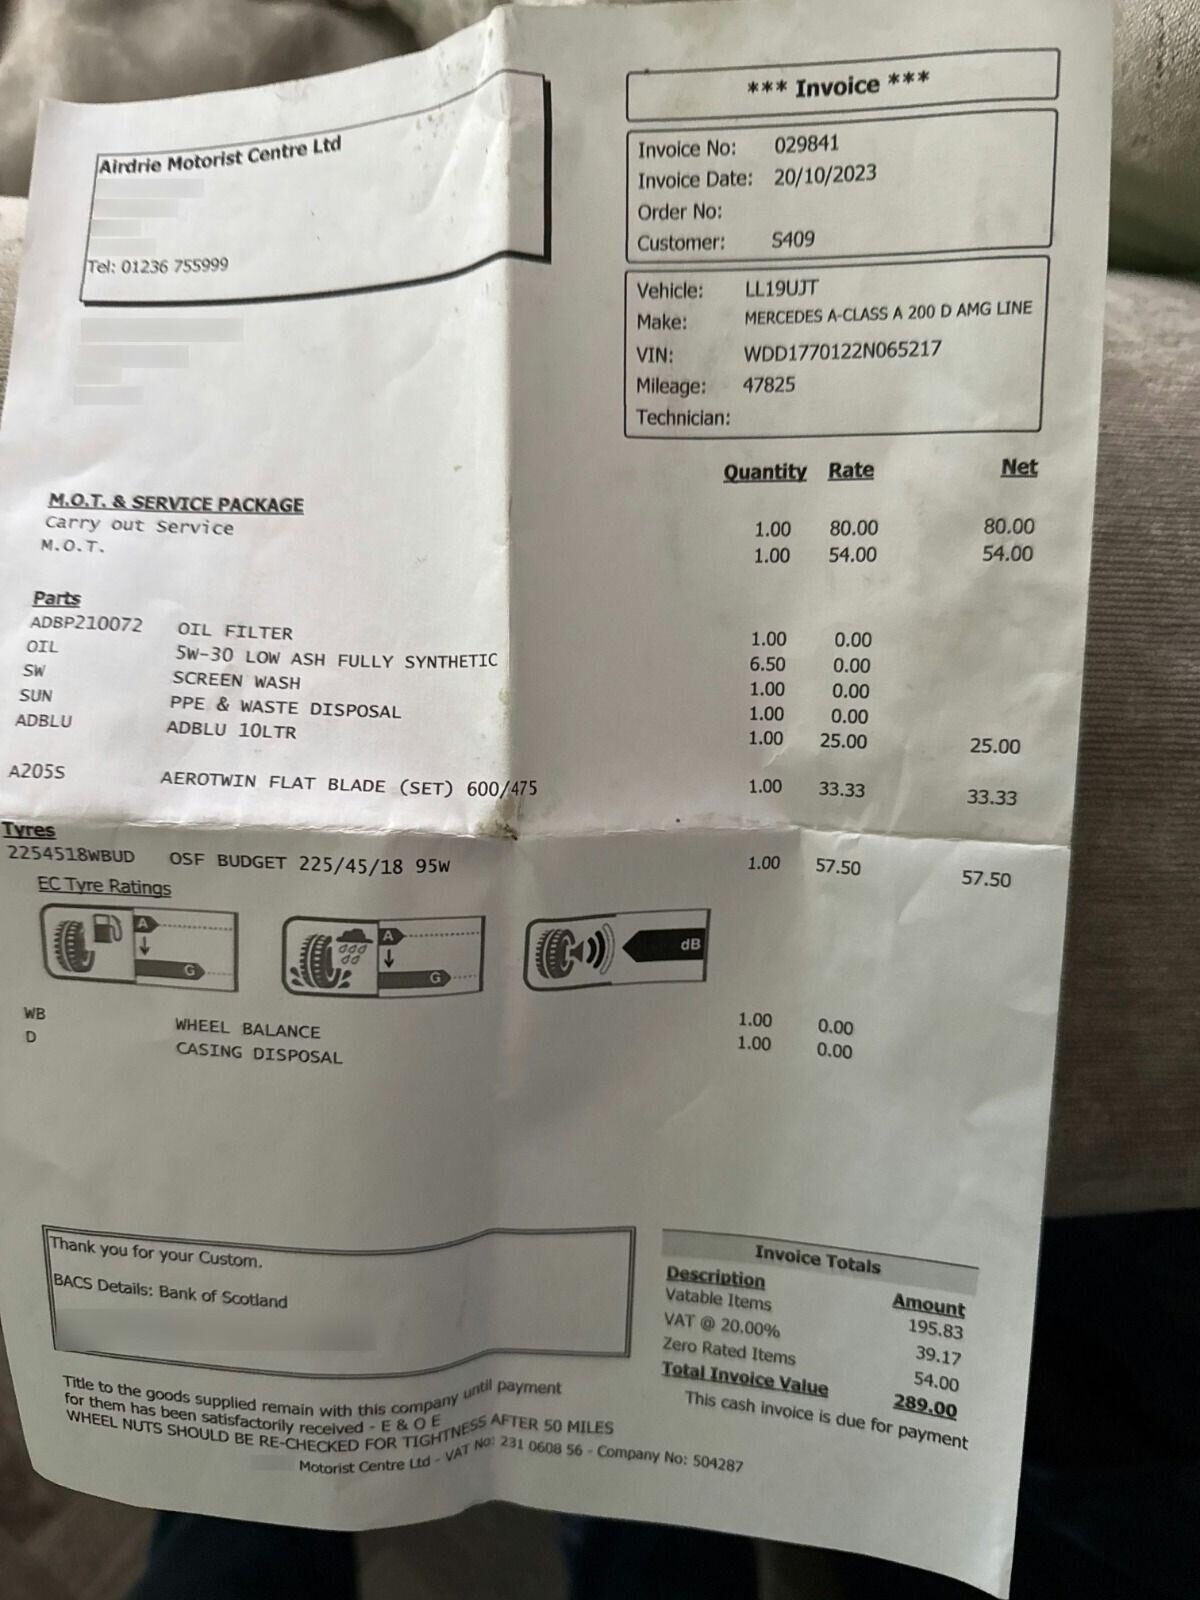 *** Invoice ***
Airdrie Motorist Centre Ltd
Tel: 01236 755999
Invoice No: 029841
Invoice Date: 20/10/2023
Order No:
Customer: S409
Vehicle: LL19UJT
Make: MERCEDES A-CLASS A 200 D AMG LINE
VIN: WDD1770122N065217
Mileage: 47825
Technician:
Quantity Rate Net
M.O.T. & SERVICE PACKAGE
Carry out Service 1.00 80.00 80.00
M.O.T. 1.00 54.00 54.00
Parts
ADBP210072 OIL FILTER 1.00 0.00
OIL 5W-30 LOW ASH FULLY SYNTHETIC 6.50 0.00
SW SCREEN WASH 1.00 0.00
SUN PPE & WASTE DISPOSAL 1.00 0.00
ADBLU ADBLU 10LTR 1.00 25.00 25.00
A205S AEROTWIN FLAT BLADE (SET) 600/475 1.00 33.33 33.33
Tyres
2254518WBUD OSF BUDGET 225/45/18 95W 1.00 57.50 57.50
EC Tyre Ratings
A A dB
G G
WB WHEEL BALANCE 1.00 0.00
D CASING DISPOSAL 1.00 0.00
Thank you for your Custom.
BACS Details: Bank of Scotland
Invoice Totals
Description Amount
Vatable Items 195.83
VAT @ 20.00% 39.17
Zero Rated Items 54.00
Total Invoice Value 289.00
This cash invoice is due for payment
Title to the goods supplied remain with this company until payment
for them has been satisfactorily received - E & O E
WHEEL NUTS SHOULD BE RE-CHECKED FOR TIGHTNESS AFTER 50 MILES
Motorist Centre Ltd - VAT No: 231 0608 56 - Company No: 504287